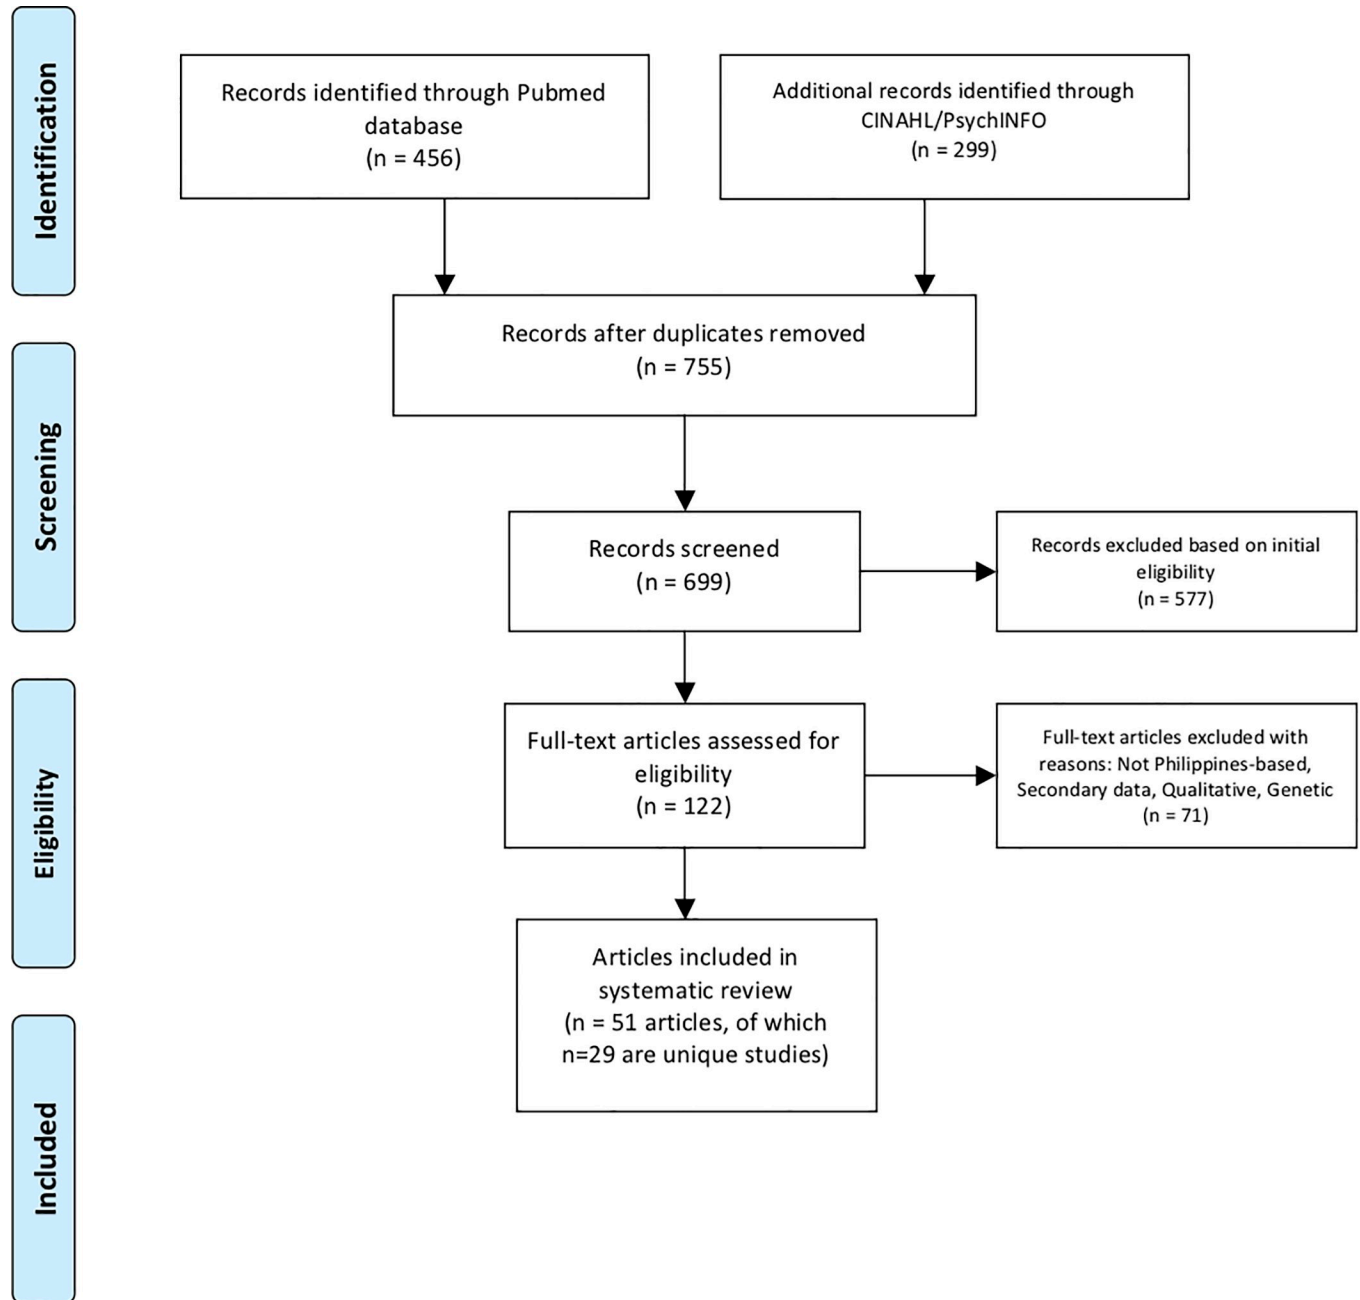 Identification
Records identified through Pubmed
database
(n = 456)
Additional records identified through
CINAHL/PsychINFO
(n = 299)
Records after duplicates removed
(n = 755)
Screening
Records screened
(n = 699)
Records excluded based on initial
eligibility
(n = 577)
Eligibility
Full-text articles assessed for
eligibility
(n = 122)
Full-text articles excluded with
reasons: Not Philippines-based,
Secondary data, Qualitative, Genetic
(n = 71)
Included
Articles included in
systematic review
(n = 51 articles, of which
n=29 are unique studies)